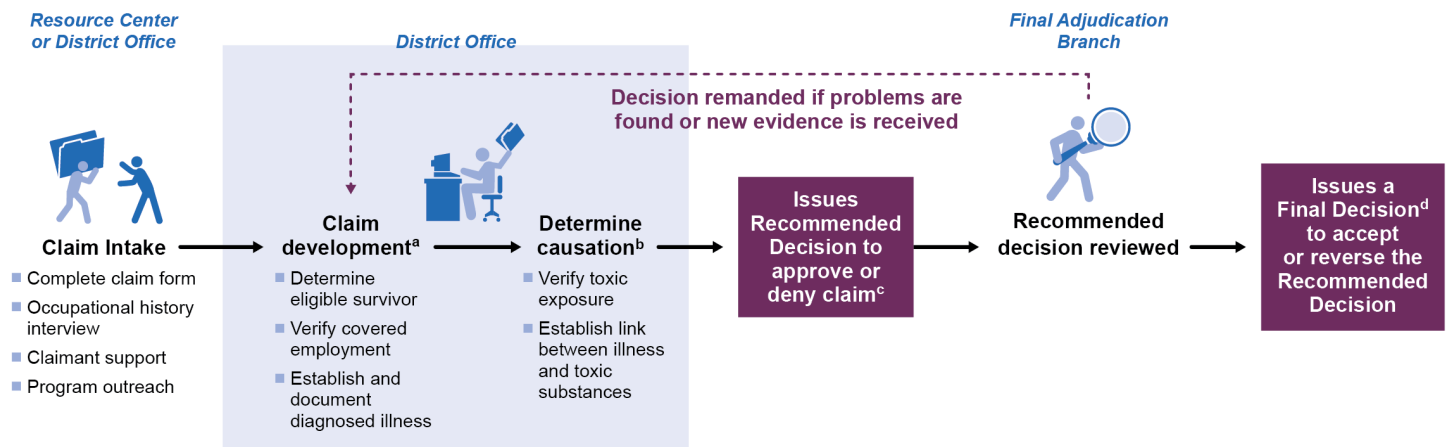 Resource Center
or District Office
District Office
Final Adjudication
Branch
Decision remanded if problems are
found or new evidence is received
Claim Intake
Complete claim form
Occupational history
interview
Claimant support
Program outreach
Claim
developmentᵃ
Determine
eligible survivor
Verify covered
employment
Establish and
document
diagnosed illness
Determine
causationᵇ
Verify toxic
exposure
Establish link
between illness
and toxic
substances
Issues
Recommended
Decision to
approve or
deny claimᶜ
Recommended
decision reviewed
Issues a
Final Decisionᵈ
to accept
or reverse the
Recommended
Decision